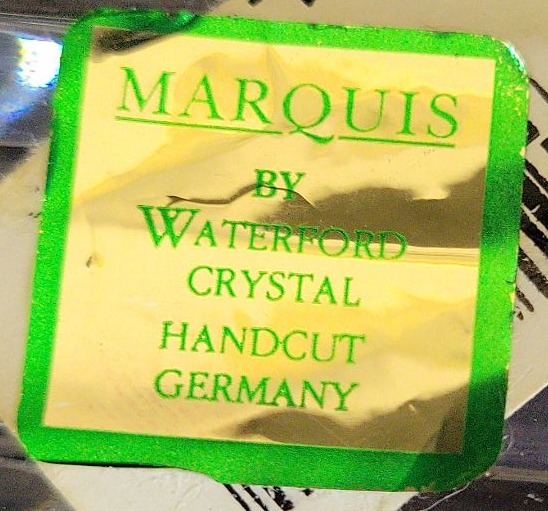 MARQUIS
BY
WATERFORD
CRYSTAL
HANDCUT
GERMANY